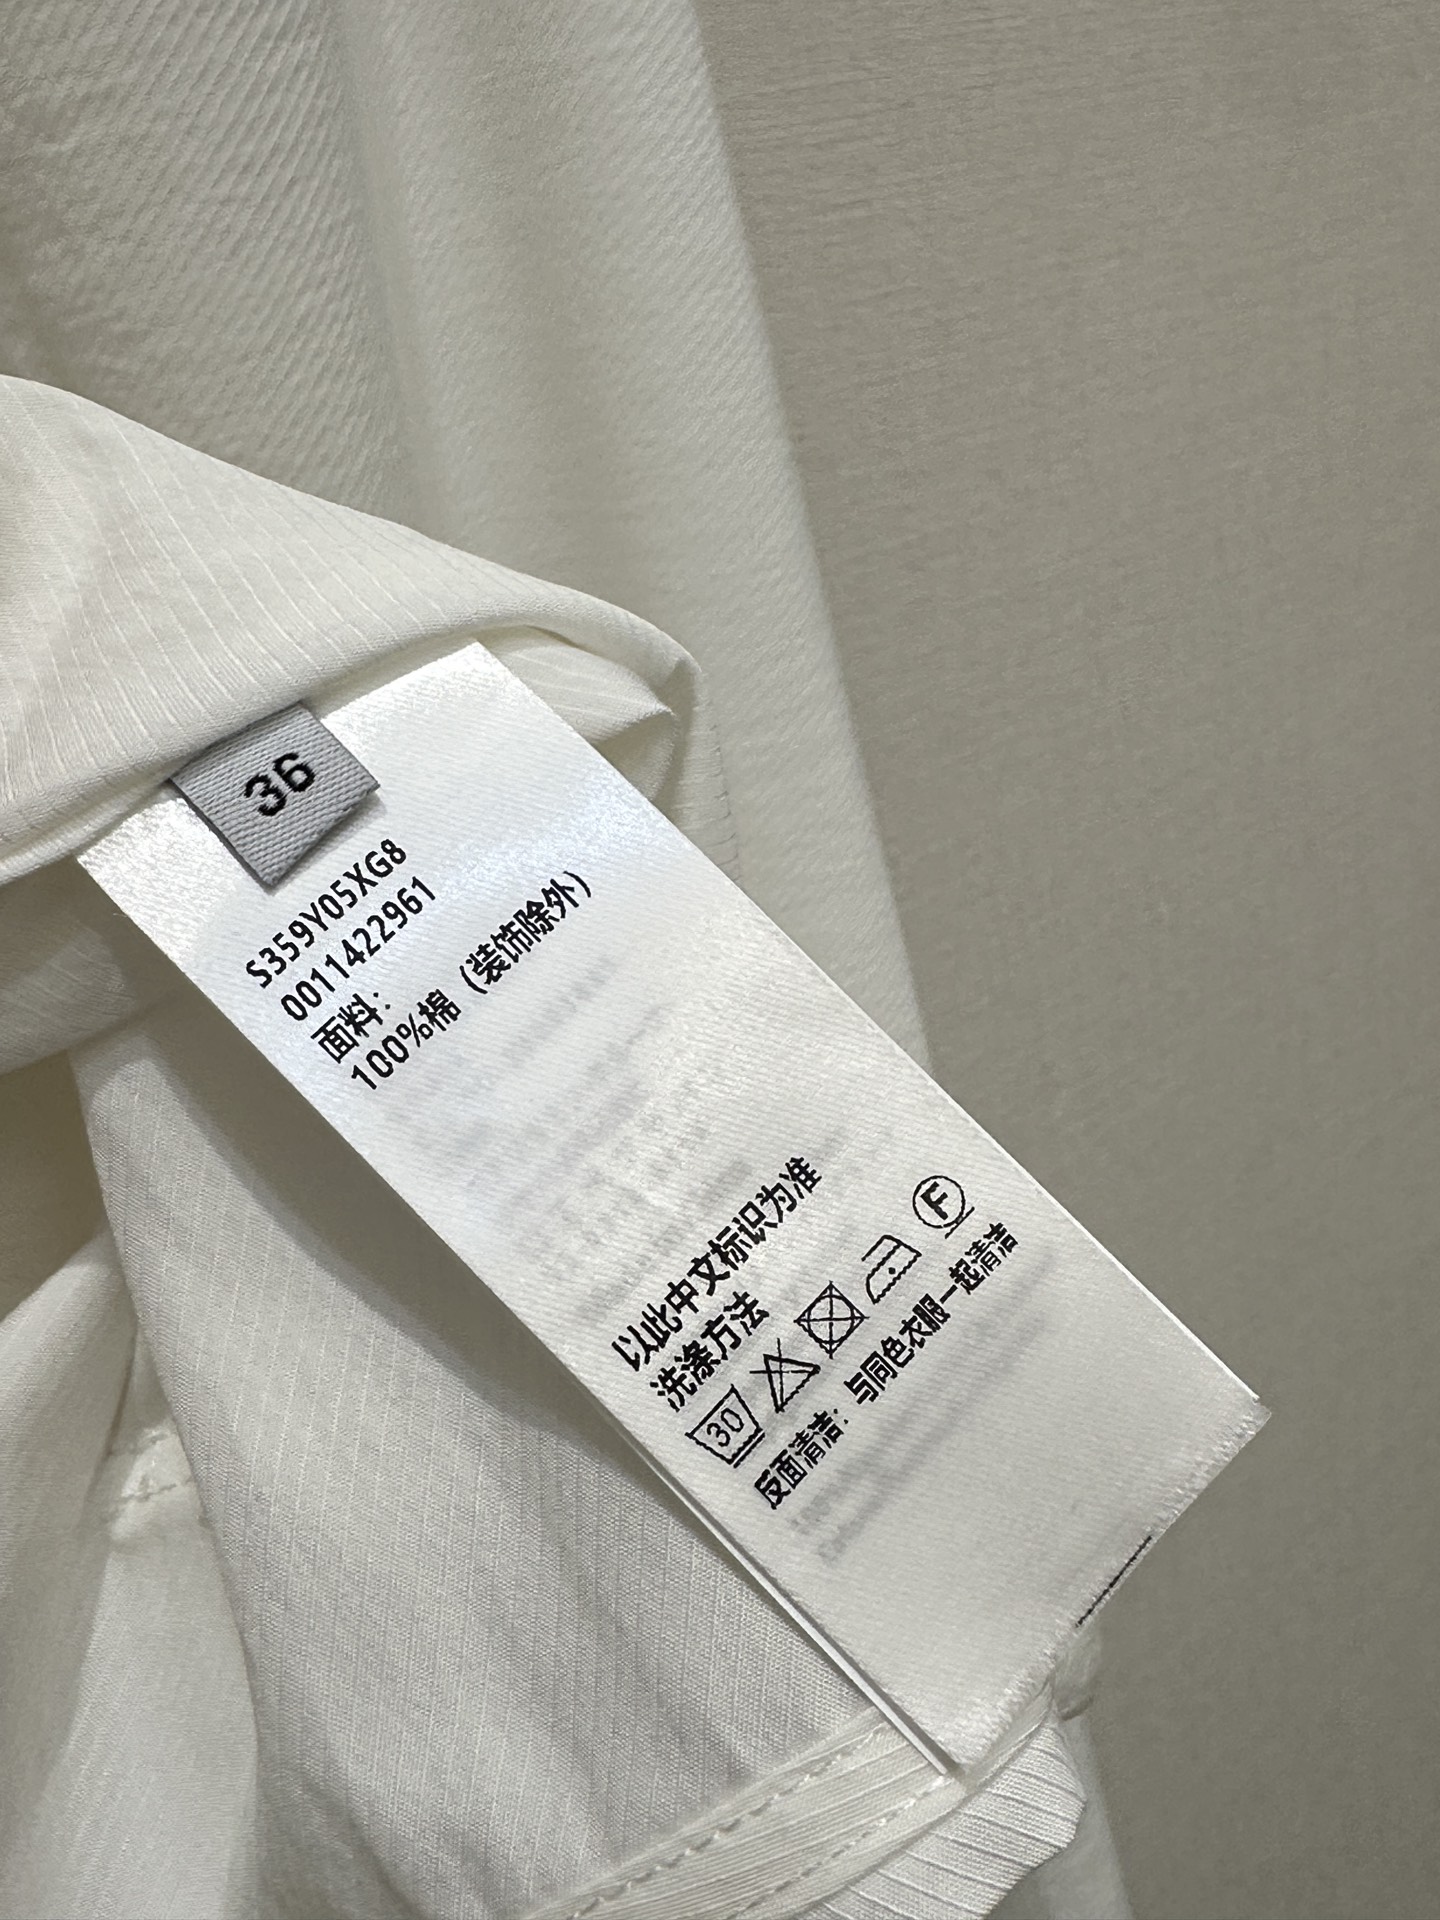 36
S359Y05XG8
0011422961
面料：
100%棉（装饰除外）
以此中文标识为准
洗涤方法
30 F
反面清洁：与同色衣服一起清洁